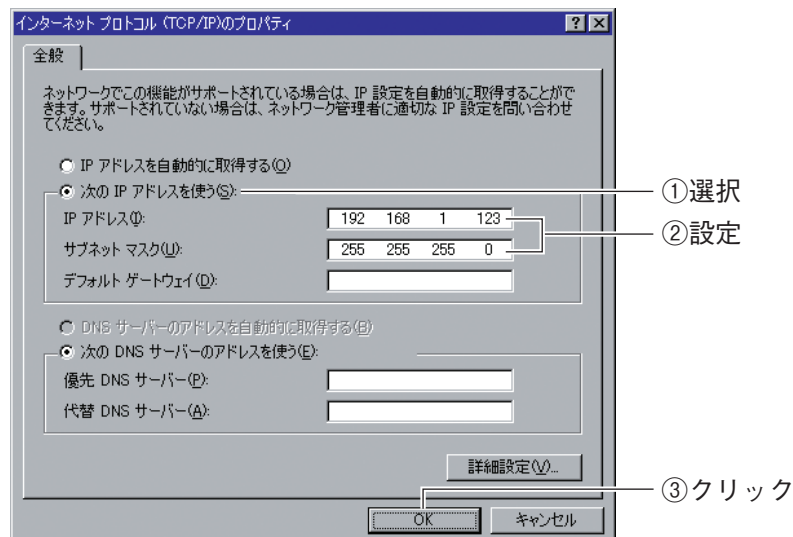 インターネット プロトコル (TCP/IP)のプロパティ
全般
ネットワークでこの機能がサポートされている場合は、IP 設定を自動的に取得することがで
きます。サポートされていない場合は、ネットワーク管理者に適切な IP 設定を問い合わせ
てください。
IP アドレスを自動的に取得する(O)
次の IP アドレスを使う(S):
①選択
IP アドレス(I):
192 168 1 123
②設定
サブネット マスク(U):
255 255 255 0
デフォルト ゲートウェイ(D):
DNS サーバーのアドレスを自動的に取得する(B)
次の DNS サーバーのアドレスを使う(E):
優先 DNS サーバー(P):
代替 DNS サーバー(A):
詳細設定(V)...
③クリック
OK
キャンセル